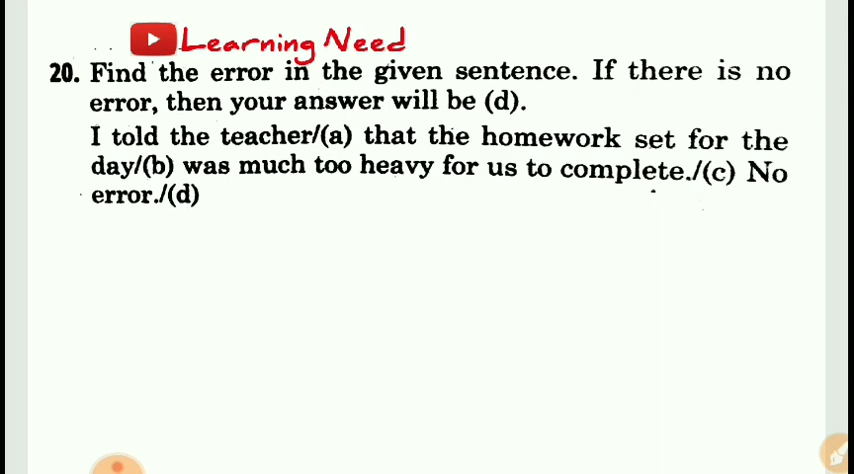 Learning Need
20. Find the error in the given sentence. If there is no
error, then your answer will be (d).
I told the teacher/(a) that the homework set for the
day/(b) was much too heavy for us to complete./(c) No
error./(d)